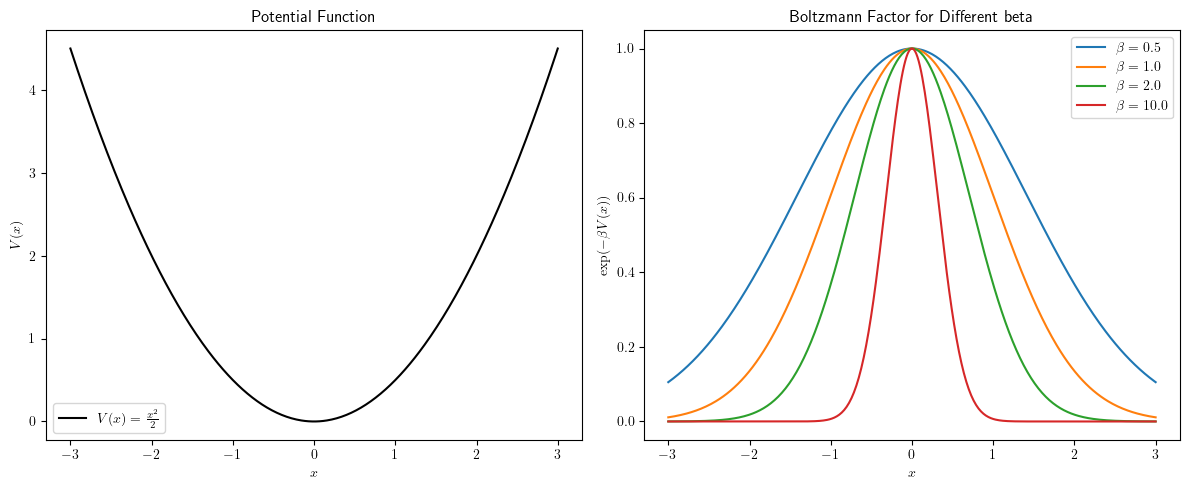 Potential Function
V(x)
4
3
2
1
0
V(x) = x²/2
−3 −2 −1 0 1 2 3
x
Boltzmann Factor for Different beta
exp(−βV(x))
1.0
0.8
0.6
0.4
0.2
0.0
β = 0.5
β = 1.0
β = 2.0
β = 10.0
−3 −2 −1 0 1 2 3
x